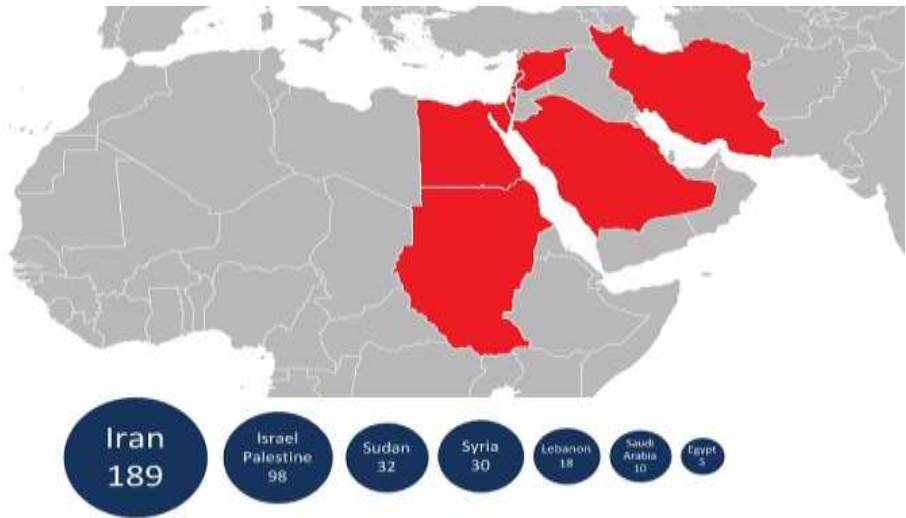 Iran
189
Israel
Palestine
98
Sudan
32
Syria
30
Lebanon
18
Saudi
Arabia
10
Egypt
5